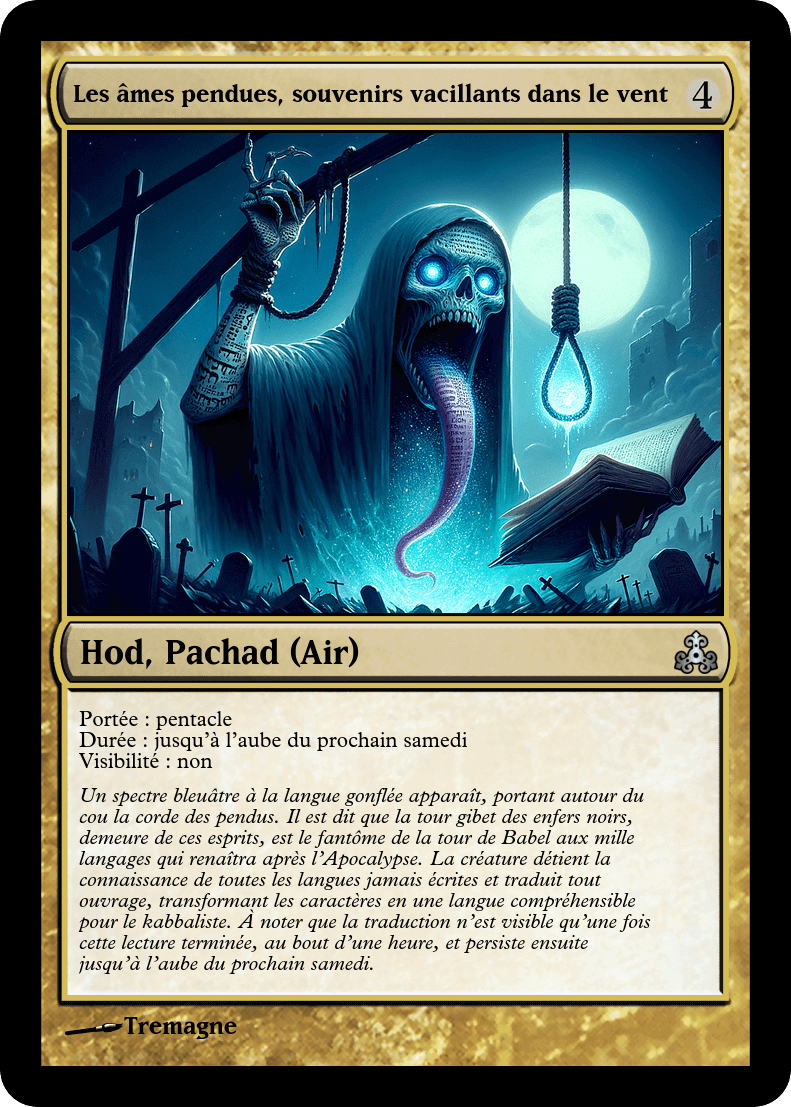 Les âmes pendues, souvenirs vacillants dans le vent 4
Hod, Pachad (Air)
Portée : pentacle
Durée : jusqu'à l'aube du prochain samedi
Visibilité : non
Un spectre bleuâtre à la langue gonflée apparaît, portant autour du
cou la corde des pendus. Il est dit que la tour gibet des enfers noirs,
demeure de ces esprits, est le fantôme de la tour de Babel aux mille
langages qui renaîtra après l'Apocalypse. La créature détient la
connaissance de toutes les langues jamais écrites et traduit tout
ouvrage, transformant les caractères en une langue compréhensible
pour le kabbaliste. À noter que la traduction n'est visible qu'une fois
cette lecture terminée, au bout d'une heure, et persiste ensuite
jusqu'à l'aube du prochain samedi.
Tremagne